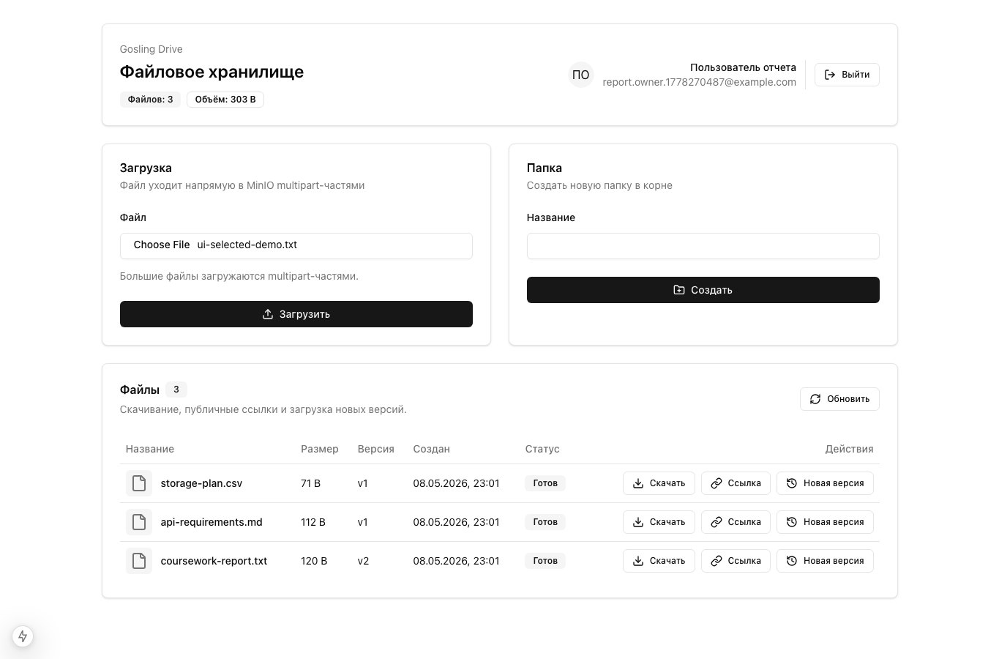 Gosling Drive
Файловое хранилище
Файлов: 3 Объём: 303 B
ПО
Пользователь отчета
report.owner.1778270487@example.com
Выйти
Загрузка
Файл уходит напрямую в MinIO multipart-частями
Файл
Choose File ui-selected-demo.txt
Большие файлы загружаются multipart-частями.
Загрузить
Папка
Создать новую папку в корне
Название
Создать
Файлы 3
Скачивание, публичные ссылки и загрузка новых версий.
Обновить
Название Размер Версия Создан Статус Действия
storage-plan.csv 71 B v1 08.05.2026, 23:01 Готов Скачать Ссылка Новая версия
api-requirements.md 112 B v1 08.05.2026, 23:01 Готов Скачать Ссылка Новая версия
coursework-report.txt 120 B v2 08.05.2026, 23:01 Готов Скачать Ссылка Новая версия